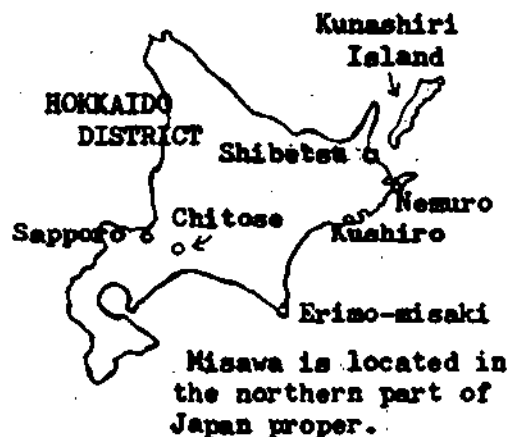 Kunashiri
Island
HOKKAIDO
DISTRICT
Shibetsu
Nemuro
Kushiro
Chitose
Sapporo
Erimo-misaki
Misawa is located in
the northern part of
Japan proper.